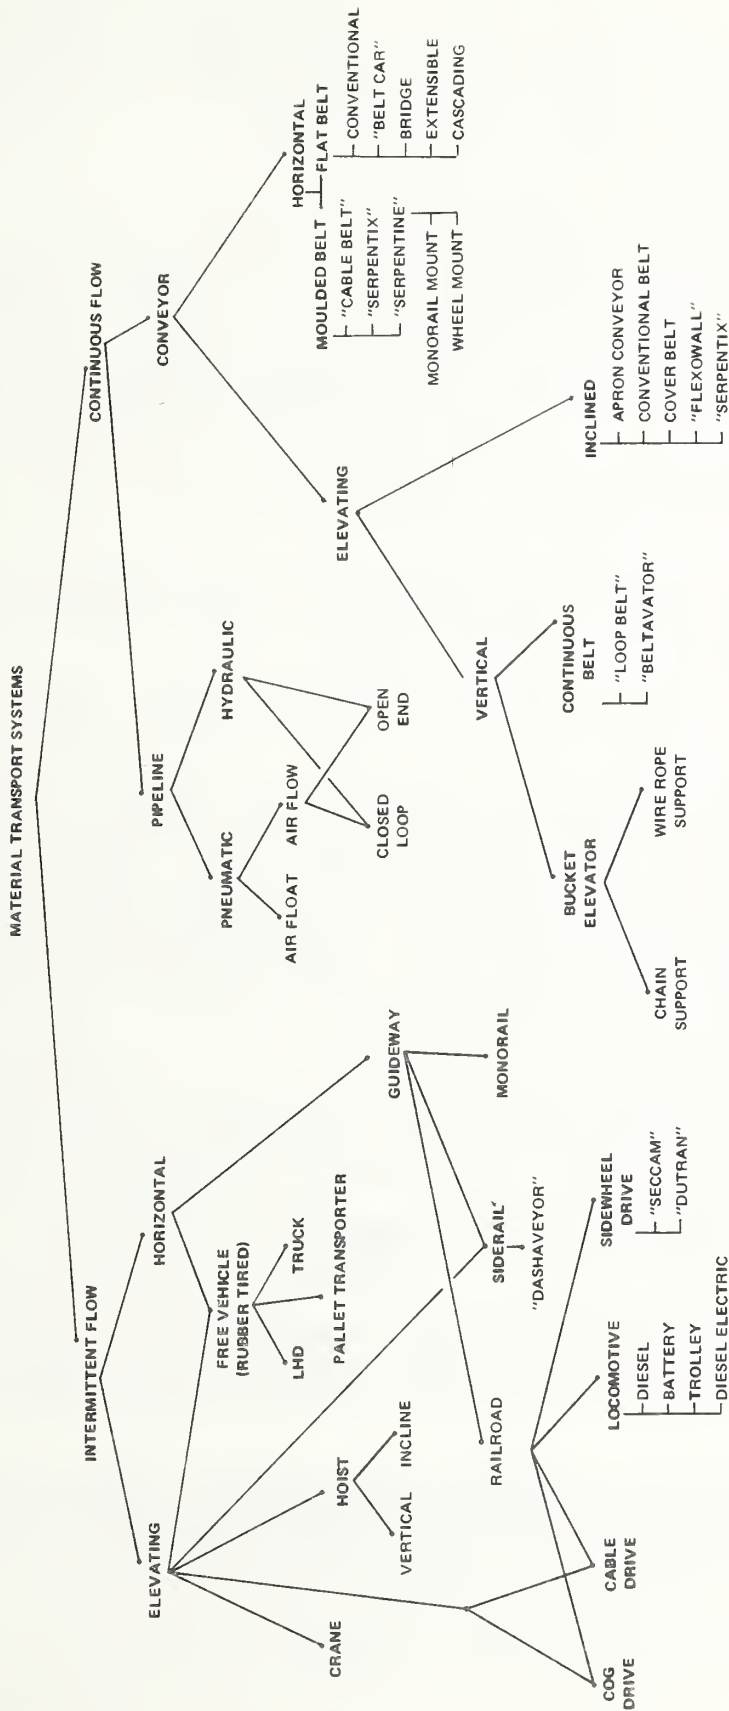 MATERIAL TRANSPORT SYSTEMS
INTERMITTENT FLOW
CONTINUOUS FLOW
ELEVATING
HORIZONTAL
PIPELINE
CONVEYOR
FREE VEHICLE
(RUBBER TIRED)
PNEUMATIC
HYDRAULIC
HORIZONTAL
LHD
TRUCK
AIR FLOAT
AIR FLOW
MOULDED BELT
FLAT BELT
"CABLE BELT"
"SERPENTIX"
"SERPENTINE"
MONORAIL MOUNT
WHEEL MOUNT
CONVENTIONAL
"BELT CAR"
BRIDGE
EXTENSIBLE
CASCADING
CRANE
HOIST
PALLET TRANSPORTER
GUIDEWAY
CLOSED
LOOP
OPEN
END
ELEVATING
VERTICAL
INCLINE
RAILROAD
SIDERAIL
"DASHAVEYOR"
MONORAIL
VERTICAL
INCLINED
APRON CONVEYOR
CONVENTIONAL BELT
COVER BELT
"FLEXOWALL"
"SERPENTIX"
BUCKET
ELEVATOR
CONTINUOUS
BELT
"LOOP BELT"
"BELTAVATOR"
COG
DRIVE
CABLE
DRIVE
LOCOMOTIVE
DIESEL
BATTERY
TROLLEY
DIESEL ELECTRIC
SIDEWHEEL
DRIVE
"SECCAM"
"DUTRAN"
CHAIN
SUPPORT
WIRE ROPE
SUPPORT